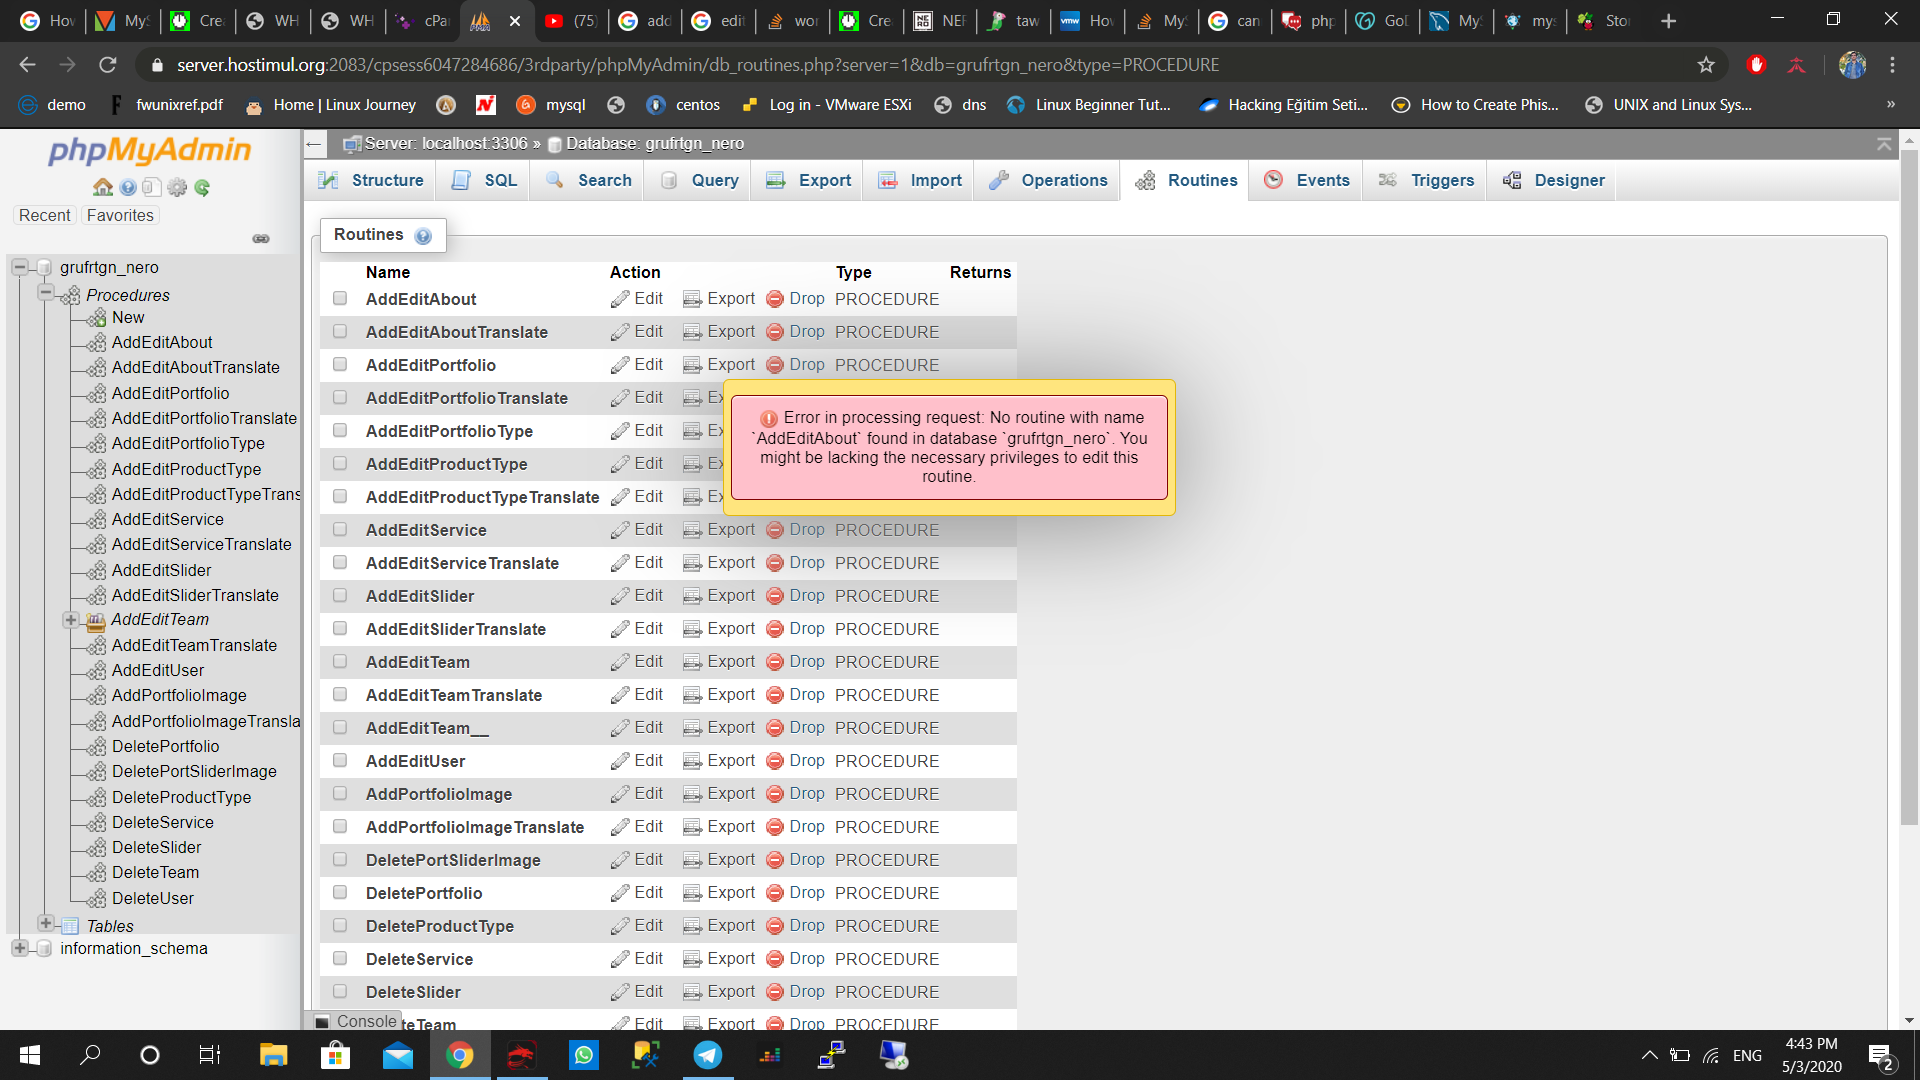 Hov
MyS
Crea
WH
WH
cPa
(75)
add
edit
wor
Cre
NEF
taw
Hov
MyS
can
php
GoD
MyS
mys
Sto
server.hostimul.org:2083/cpsess6047284686/3rdparty/phpMyAdmin/db_routines.php?server=1&db=grufrtgn_nero&type=PROCEDURE
demo
fwunixref.pdf
Home | Linux Journey
mysql
centos
Log in - VMware ESXi
dns
Linux Beginner Tut...
Hacking Eğitim Seti...
How to Create Phis...
UNIX and Linux Sys...
»
phpMyAdmin
Recent
Favorites
grufrtgn_nero
Procedures
New
AddEditAbout
AddEditAboutTranslate
AddEditPortfolio
AddEditPortfolioTranslate
AddEditPortfolioType
AddEditProductType
AddEditProductTypeTrans
AddEditService
AddEditServiceTranslate
AddEditSlider
AddEditSliderTranslate
AddEditTeam
AddEditTeamTranslate
AddEditUser
AddPortfolioImage
AddPortfolioImageTransla
DeletePortfolio
DeletePortSliderImage
DeleteProductType
DeleteService
DeleteSlider
DeleteTeam
DeleteUser
Tables
information_schema
Server: localhost:3306 » Database: grufrtgn_nero
Structure
SQL
Search
Query
Export
Import
Operations
Routines
Events
Triggers
Designer
Routines
Name Action Type Returns
AddEditAbout Edit Export Drop PROCEDURE
AddEditAboutTranslate Edit Export Drop PROCEDURE
AddEditPortfolio Edit Export Drop PROCEDURE
AddEditPortfolioTranslate Edit Ex
AddEditPortfolioType Edit Ex
AddEditProductType Edit Ex
AddEditProductTypeTranslate Edit Ex
AddEditService Edit Export Drop PROCEDURE
AddEditServiceTranslate Edit Export Drop PROCEDURE
AddEditSlider Edit Export Drop PROCEDURE
AddEditSliderTranslate Edit Export Drop PROCEDURE
AddEditTeam Edit Export Drop PROCEDURE
AddEditTeamTranslate Edit Export Drop PROCEDURE
AddEditTeam__ Edit Export Drop PROCEDURE
AddEditUser Edit Export Drop PROCEDURE
AddPortfolioImage Edit Export Drop PROCEDURE
AddPortfolioImageTranslate Edit Export Drop PROCEDURE
DeletePortSliderImage Edit Export Drop PROCEDURE
DeletePortfolio Edit Export Drop PROCEDURE
DeleteProductType Edit Export Drop PROCEDURE
DeleteService Edit Export Drop PROCEDURE
DeleteSlider Edit Export Drop PROCEDURE
teTeam Edit Export Drop PROCEDURE
Error in processing request: No routine with name
`AddEditAbout` found in database `grufrtgn_nero`. You
might be lacking the necessary privileges to edit this
routine.
Console
ENG
4:43 PM
5/3/2020
2